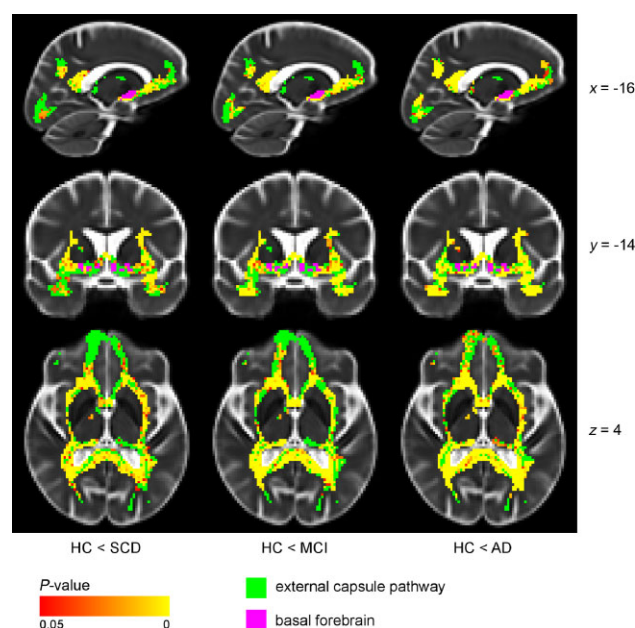 x = -16
y = -14
z = 4
HC < SCD HC < MCI HC < AD
P-value
0.05 0
external capsule pathway
basal forebrain